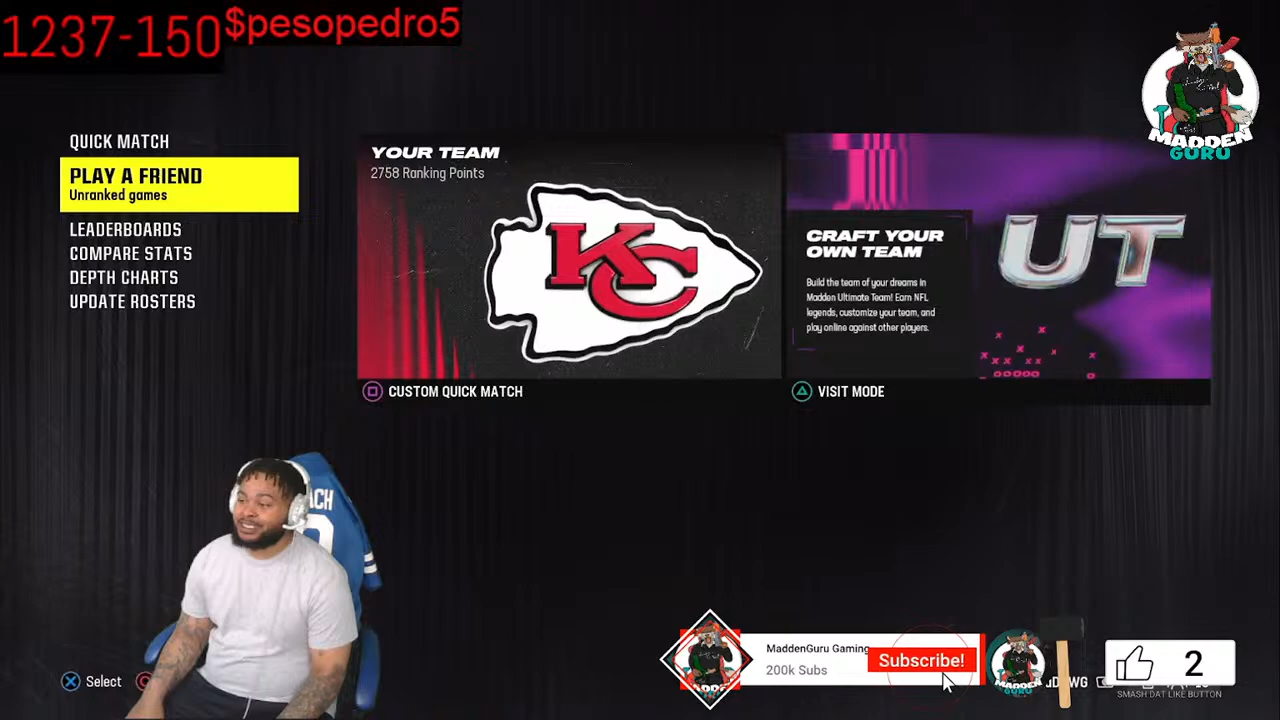 1237-150
$pesopedro5
MADDEN
GURU
QUICK MATCH
PLAY A FRIEND
Unranked games
LEADERBOARDS
COMPARE STATS
DEPTH CHARTS
UPDATE ROSTERS
YOUR TEAM
2758 Ranking Points
KC
CUSTOM QUICK MATCH
CRAFT YOUR
OWN TEAM
Build the team of your dreams in
Madden Ultimate Team! Earn NFL
legends, customize your team, and
play online against other players.
UT
VISIT MODE
Select
MaddenGuru Gaming
200k Subs
Subscribe!
2
SMASH DAT LIKE BUTTON